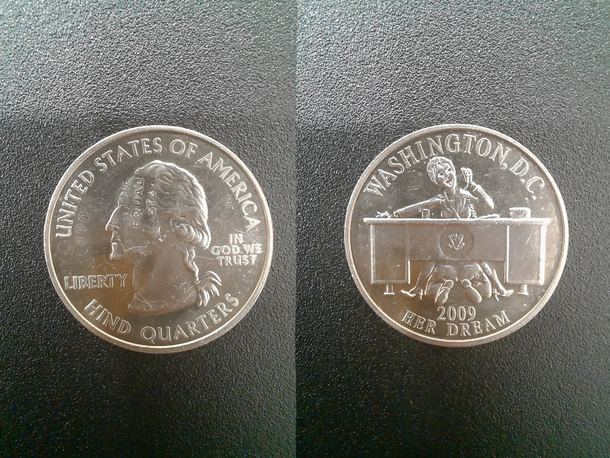 UNITED STATES OF AMERICA
LIBERTY
IN
GOD WE
TRUST
HIND QUARTERS
WASHINGTON, D.C.
2009
HER DREAM